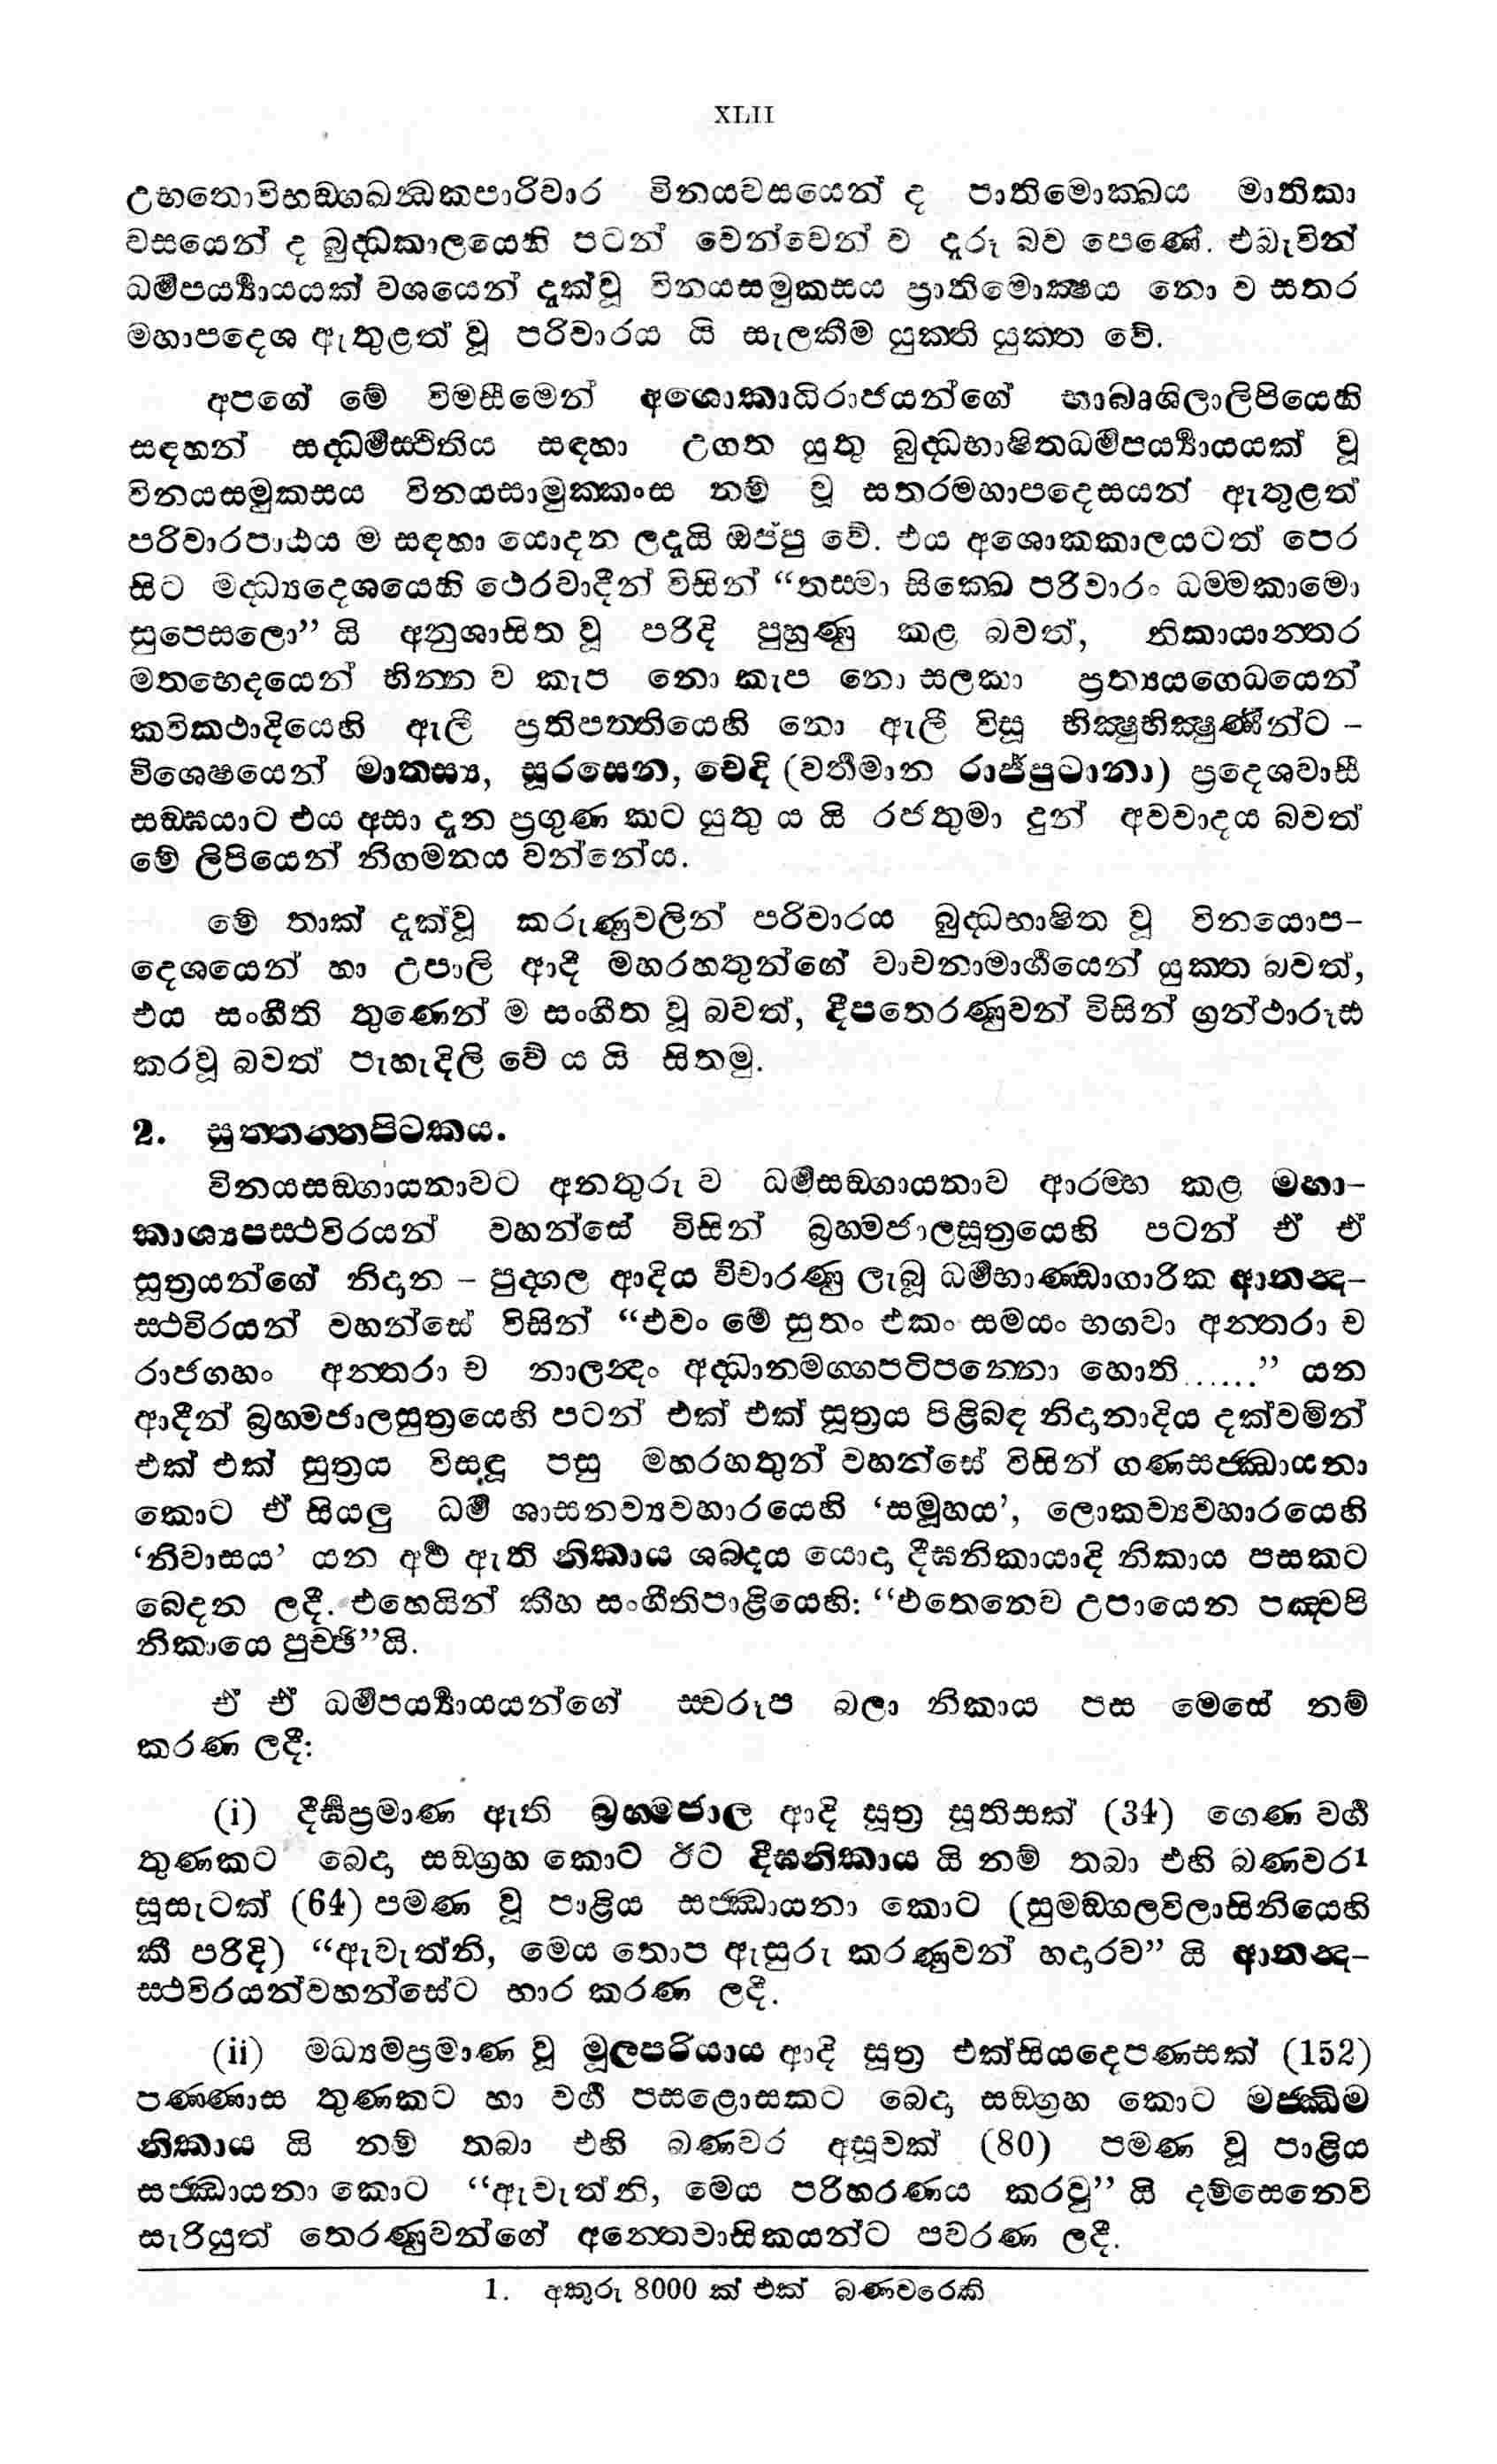 XLII
උභතොවිභඞ්ගඛන්ධකපාරිවාර විනයවසයෙන් ද පාතිමොක්ඛය මාතිකා
වසයෙන් ද බුද්ධකාලයෙහි පටන් වෙන්වෙන් ව දැරූ බව පෙණේ. එබැවින්
ධර්මපර්ය්‍යායයක් වශයෙන් දැක්වූ විනයසමුකසය ප්‍රාතිමොක්ෂය නො ව සතර
මහාපදෙශ ඇතුළත් වූ පරිවාරය යි සැලකීම යුක්ති යුක්ත වේ.
අපගේ මේ විමසීමෙන් අශොකාධිරාජයන්ගේ භාබෲශිලාලිපියෙහි
සඳහන් සද්ධර්මස්ථිතිය සඳහා උගත යුතු බුද්ධභාෂිතධර්මපර්ය්‍යායයක් වූ
විනයසමුකසය විනයසාමුක්කංස නම් වූ සතරමහාපදෙසයන් ඇතුළත්
පරිවාරපාඨය ම සඳහා යොදන ලදැයි ඔප්පු වේ. එය අශොකකාලයටත් පෙර
සිට මද්ධ්‍යදෙශයෙහි ථෙරවාදීන් විසින් “තස්මා සික්ඛෙ පරිවාරං ධම්මකාමො
සුපෙසලො” යි අනුශාසිත වූ පරිදි පුහුණු කළ බවත්, නිකායාන්තර
මතභෙදයෙන් භින්න ව කැප නො කැප නො සලකා ප්‍රත්‍යයගෙධයෙන්
කවිකථාදියෙහි ඇලී ප්‍රතිපත්තියෙහි නො ඇලී විසූ භික්ෂුභික්ෂුණීන්ට –
විශෙෂයෙන් මාත්‍ස්‍ය, සූරසෙන, චෙදි (වර්තමාන රාජ්පුටානා) ප්‍රදෙශවාසී
සඞ්ඝයාට එය අසා දැන ප්‍රගුණ කට යුතු ය යි රජතුමා දුන් අවවාදය බවත්
මේ ලිපියෙන් නිගමනය වන්නේය.
මේ තාක් දැක්වූ කරුණුවලින් පරිවාරය බුද්ධභාෂිත වූ විනයොප-
දෙශයෙන් හා උපාලි ආදී මහරහතුන්ගේ වාචනාමාර්ගයෙන් යුක්ත බවත්,
එය සංගීති තුණෙන් ම සංගීත වූ බවත්, දීපතෙරණුවන් විසින් ග්‍රන්ථාරූඪ
කරවූ බවත් පැහැදිලි වේ ය යි සිතමු.
2. සුත්තන්තපිටකය.
විනයසඞ්ගායනාවට අනතුරු ව ධර්මසඞ්ගායනාව ආරම්භ කළ මහා-
කාශ්‍යපස්ථවිරයන් වහන්සේ විසින් බ්‍රහ්මජාලසූත්‍රයෙහි පටන් ඒ ඒ
සූත්‍රයන්ගේ නිදාන – පුද්ගල ආදිය විචාරණු ලැබූ ධර්මභාණ්ඩාගාරික ආනන්ද-
ස්ථවිරයන් වහන්සේ විසින් “එවං මෙ සුතං එකං සමයං භගවා අන්තරා ච
රාජගහං අන්තරා ච නාලන්දං අද්ධානමග්ගපටිපන්නො හොති......” යන
ආදීන් බ්‍රහ්මජාලසූත්‍රයෙහි පටන් එක් එක් සූත්‍රය පිළිබඳ නිදානාදිය දක්වමින්
එක් එක් සුත්‍රය විසඳූ පසු මහරහතුන් වහන්සේ විසින් ගණසජ්ඣායනා
කොට ඒ සියලු ධර්ම ශාසනව්‍යවහාරයෙහි ‘සමූහය’, ලොකව්‍යවහාරයෙහි
‘නිවාසය’ යන අර්ථ ඇති නිකාය ශබ්දය යොදා දීඝනිකායාදි නිකාය පසකට
බෙදන ලදී. එහෙයින් කීහ සංගීතිපාළියෙහි: “එතෙනෙව උපායෙන පඤ්චපි
නිකායෙ පුච්ඡි”යි.
ඒ ඒ ධර්මපර්ය්‍යායයන්ගේ ස්වරූප බලා නිකාය පස මෙසේ නම්
කරණ ලදී:
(i) දීර්ඝප්‍රමාණ ඇති බ්‍රහ්මජාල ආදි සූත්‍ර සූතිසක් (34) ගෙණ වර්ග
තුණකට බෙදා සඞ්ග්‍රහ කොට ඊට දීඝනිකාය යි නම් තබා එහි බණවර1
සූසැටක් (64) පමණ වූ පාළිය සජ්ඣායනා කොට (සුමඞ්ගලවිලාසිනියෙහි
කී පරිදි) “ඇවැත්නි, මෙය තොප ඇසුරු කරණුවන් හදාරව” යි ආනන්ද-
ස්ථවිරයන්වහන්සේට භාර කරණ ලදී.
(ii) මධ්‍යමප්‍රමාණ වූ මූලපරියාය ආදි සූත්‍ර එක්සියදෙපණසක් (152)
පණ්ණාස තුණකට හා වර්ග පසළොසකට බෙදා සඞ්ග්‍රහ කොට මජ්ඣිම
නිකාය යි නම් තබා එහි බණවර අසූවක් (80) පමණ වූ පාළිය
සජ්ඣායනා කොට “ඇවැත්නි, මෙය පරිහරණය කරවු” යි දම්සෙනෙවි
සැරියුත් තෙරණුවන්ගේ අන්තෙවාසිකයන්ට පවරණ ලදී.
1. අකුරු 8000 ක් එක් බණවරෙකි